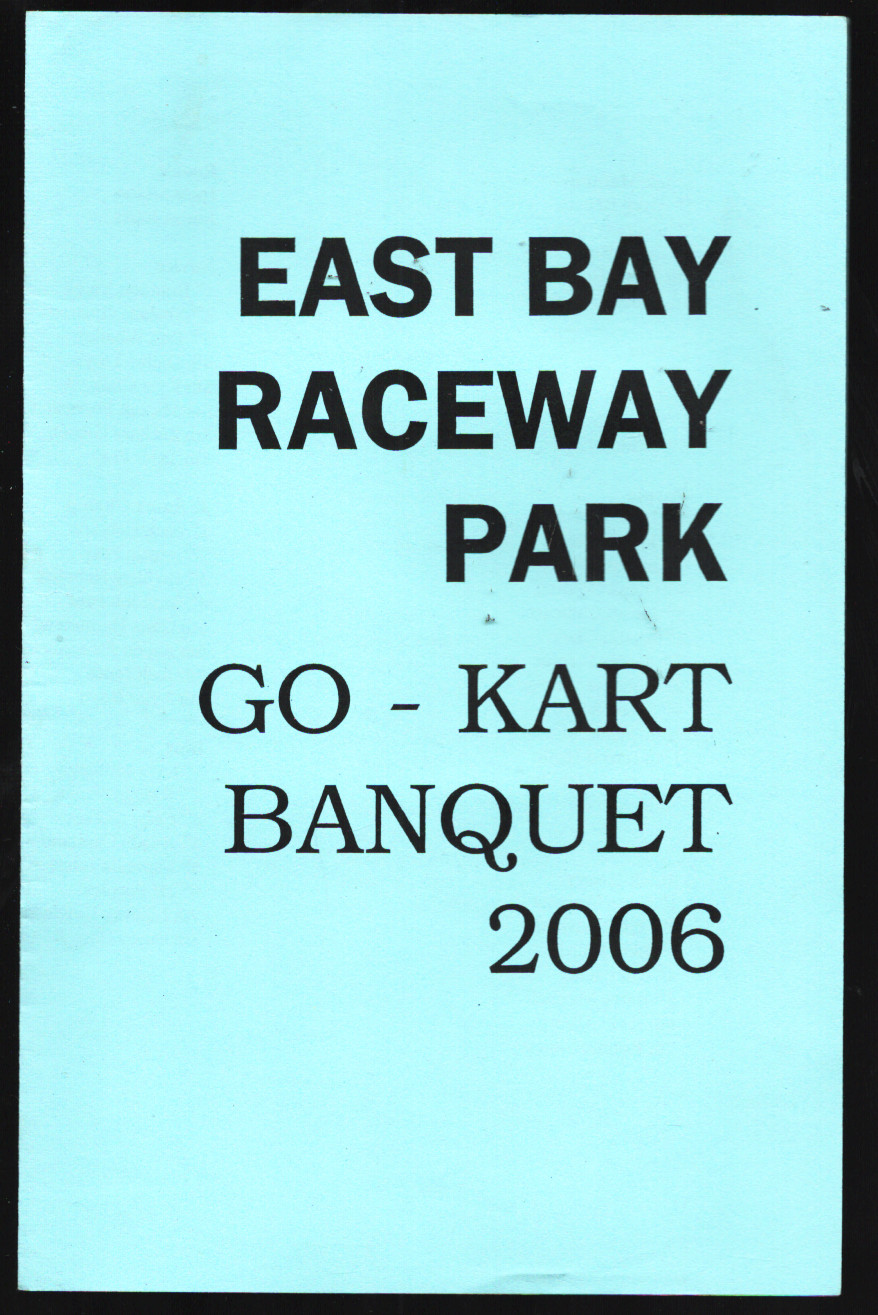 EAST BAY
RACEWAY
PARK
GO - KART
BANQUET
2006